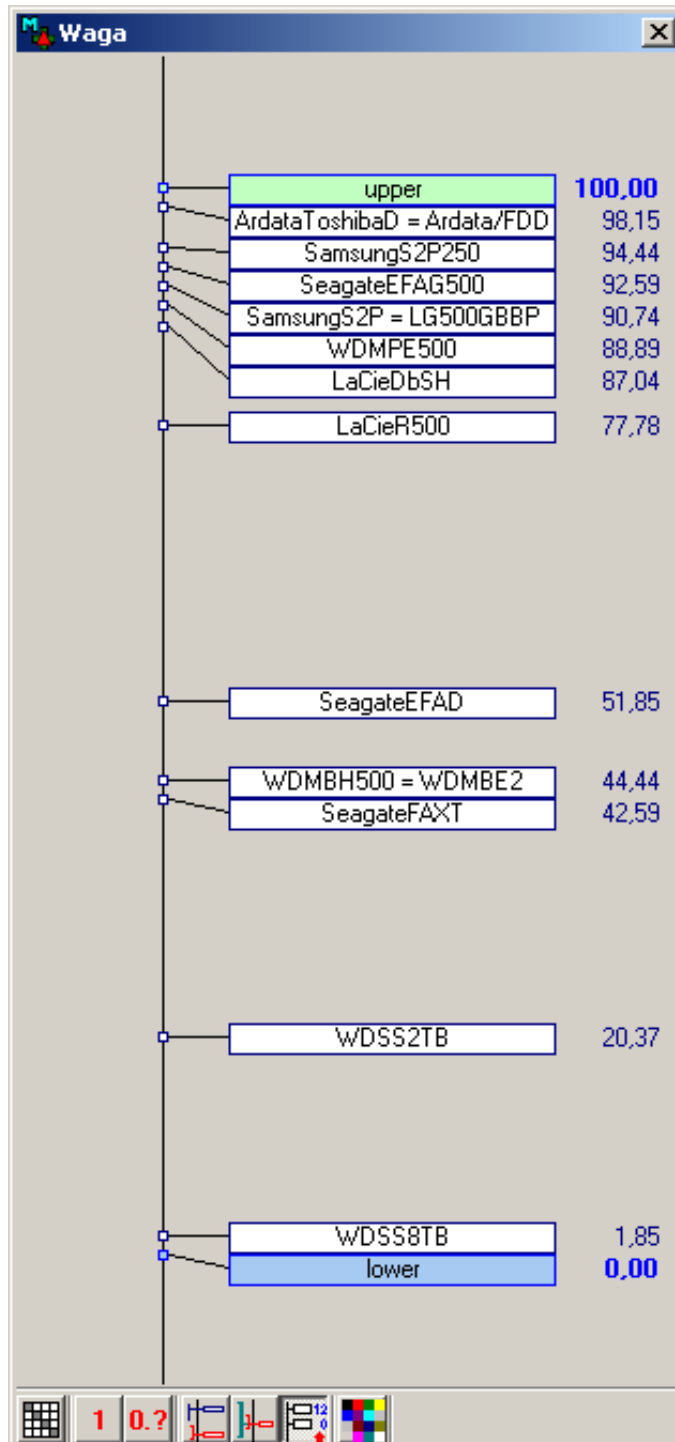 Waga
upper 100,00
ArdataToshibaD = Ardata/FDD 98,15
SamsungS2P250 94,44
SeagateEFAG500 92,59
SamsungS2P = LG500GBBP 90,74
WDMPE500 88,89
LaCieDbSH 87,04
LaCieR500 77,78
SeagateEFAD 51,85
WDMBH500 = WDMBE2 44,44
SeagateFAXT 42,59
WDSS2TB 20,37
WDSS8TB 1,85
lower 0,00
1 0.? 12 0